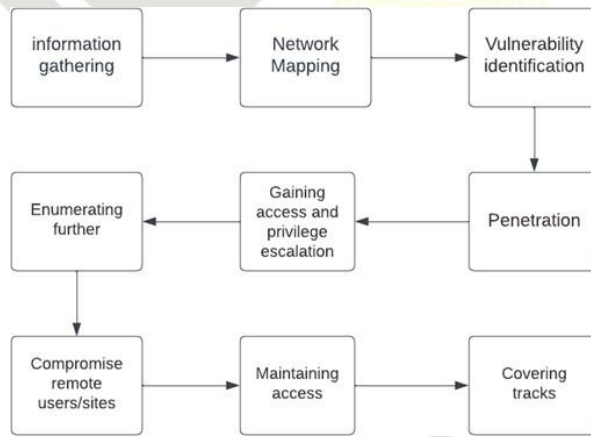 information
gathering
Network
Mapping
Vulnerability
identification
Penetration
Gaining
access and
privilege
escalation
Enumerating
further
Compromise
remote
users/sites
Maintaining
access
Covering
tracks